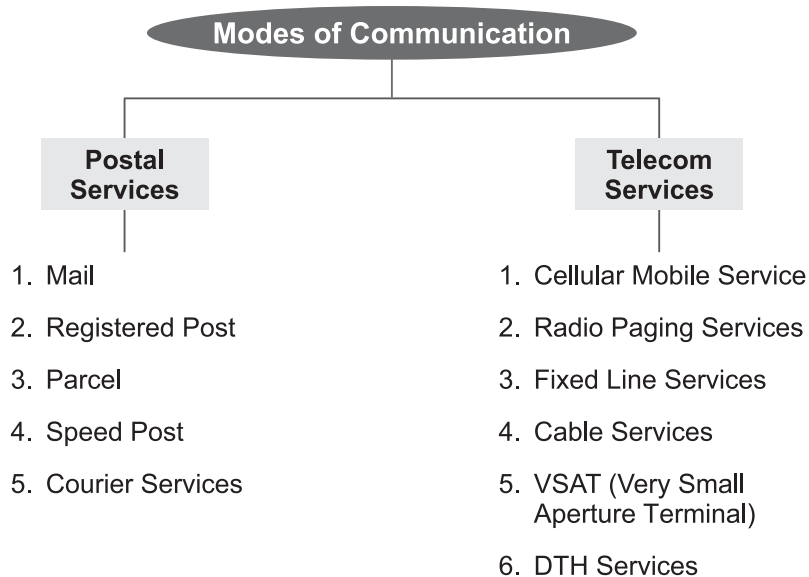 Modes of Communication
Postal
Services
1. Mail
2. Registered Post
3. Parcel
4. Speed Post
5. Courier Services
Telecom
Services
1. Cellular Mobile Service
2. Radio Paging Services
3. Fixed Line Services
4. Cable Services
5. VSAT (Very Small
Aperture Terminal)
6. DTH Services